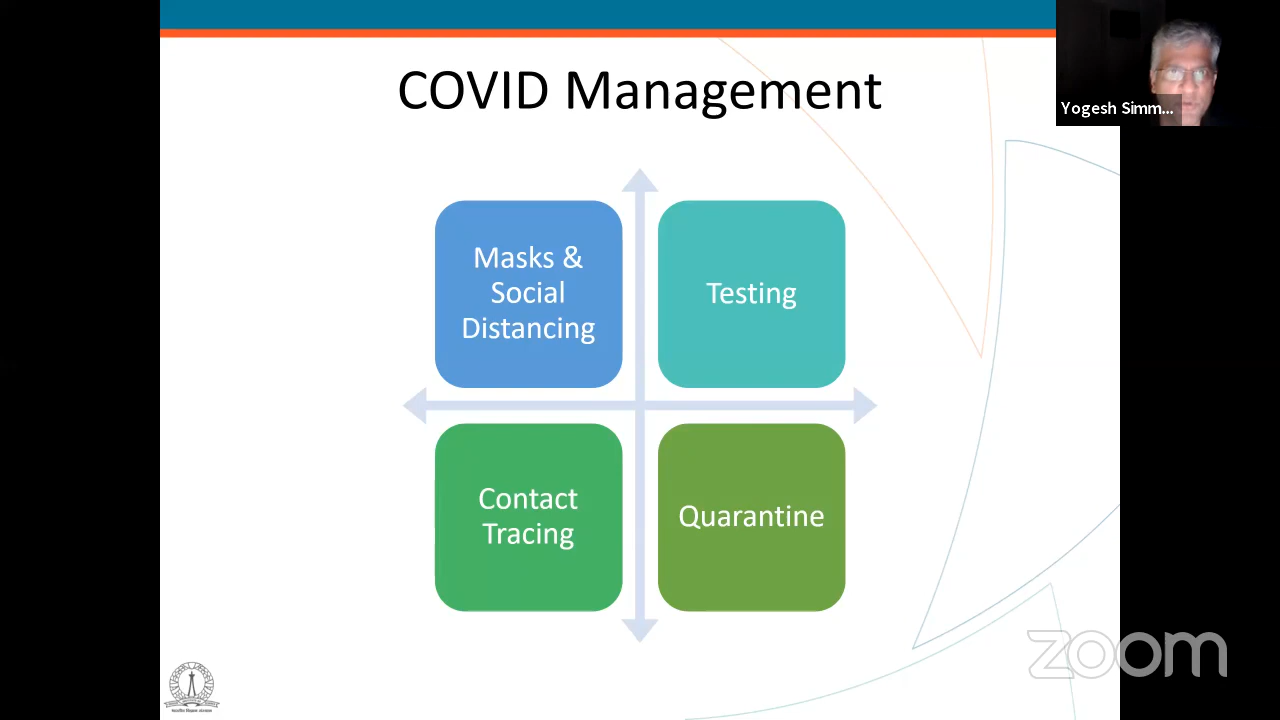 COVID Management
Yogesh Simm...
Masks &
Social
Distancing
Testing
Contact
Tracing
Quarantine
zoom